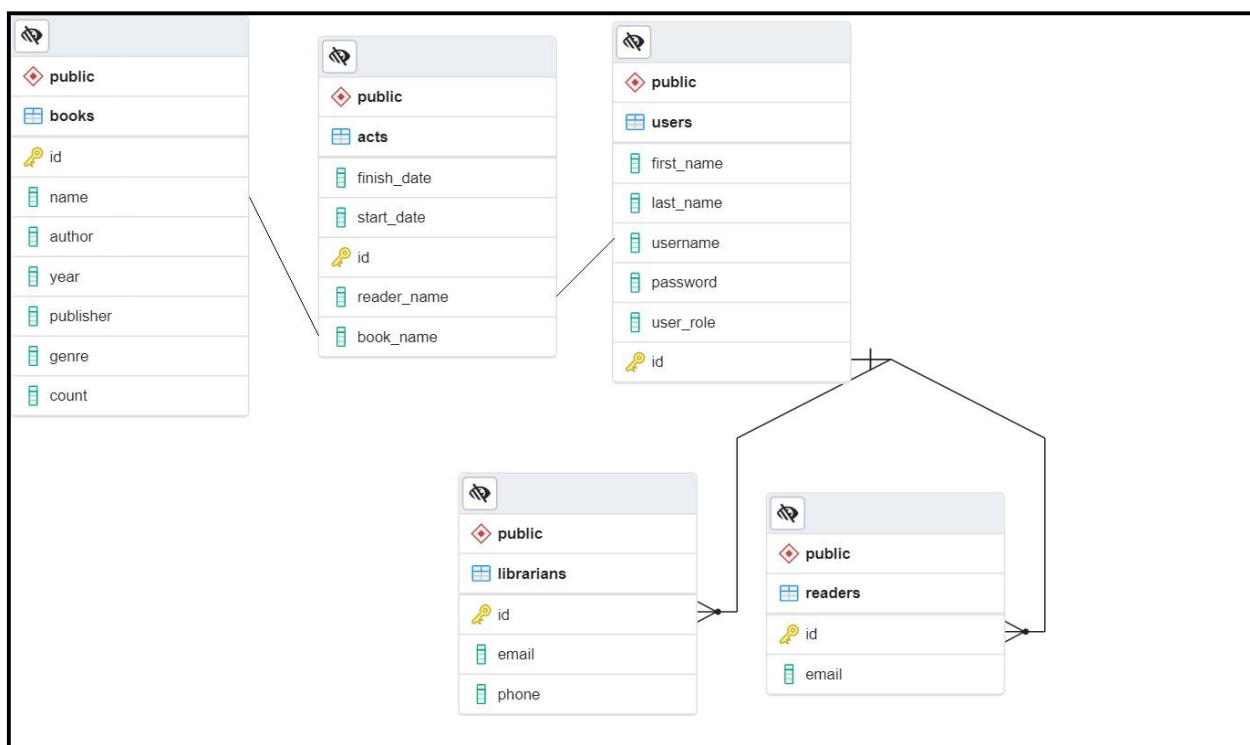 public
books
id
name
author
year
publisher
genre
count
public
acts
finish_date
start_date
id
reader_name
book_name
public
users
first_name
last_name
username
password
user_role
id
public
librarians
id
email
phone
public
readers
id
email